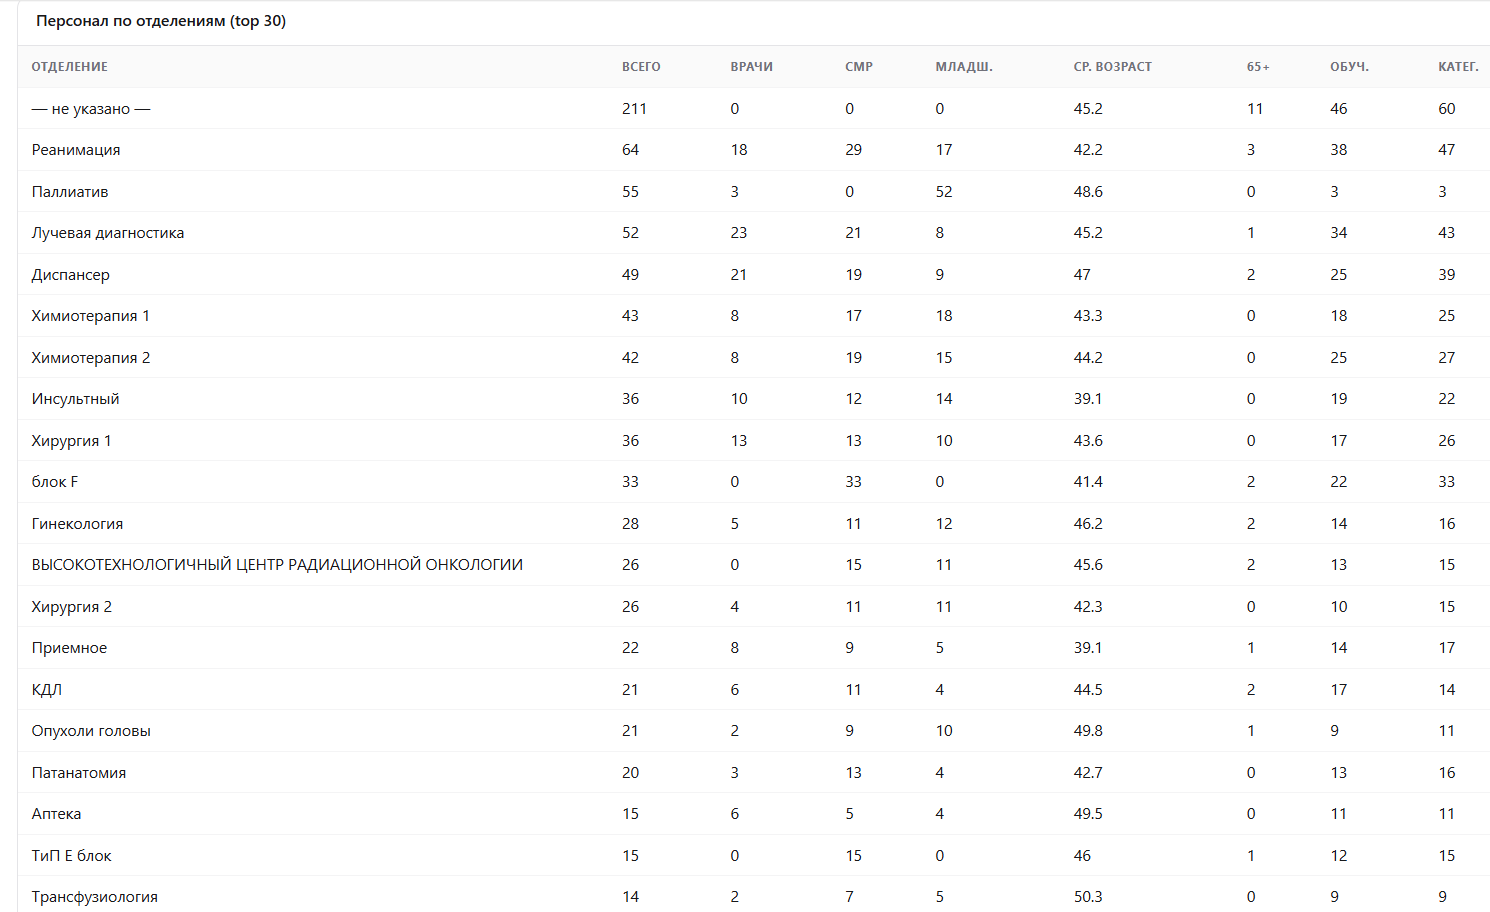 Персонал по отделениям (top 30)
ОТДЕЛЕНИЕ ВСЕГО ВРАЧИ СМР МЛАДШ. СР. ВОЗРАСТ 65+ ОБУЧ. КАТЕГ.
— не указано — 211 0 0 0 45.2 11 46 60
Реанимация 64 18 29 17 42.2 3 38 47
Паллиатив 55 3 0 52 48.6 0 3 3
Лучевая диагностика 52 23 21 8 45.2 1 34 43
Диспансер 49 21 19 9 47 2 25 39
Химиотерапия 1 43 8 17 18 43.3 0 18 25
Химиотерапия 2 42 8 19 15 44.2 0 25 27
Инсультный 36 10 12 14 39.1 0 19 22
Хирургия 1 36 13 13 10 43.6 0 17 26
блок F 33 0 33 0 41.4 2 22 33
Гинекология 28 5 11 12 46.2 2 14 16
ВЫСОКОТЕХНОЛОГИЧНЫЙ ЦЕНТР РАДИАЦИОННОЙ ОНКОЛОГИИ 26 0 15 11 45.6 2 13 15
Хирургия 2 26 4 11 11 42.3 0 10 15
Приемное 22 8 9 5 39.1 1 14 17
КДЛ 21 6 11 4 44.5 2 17 14
Опухоли головы 21 2 9 10 49.8 1 9 11
Патанатомия 20 3 13 4 42.7 0 13 16
Аптека 15 6 5 4 49.5 0 11 11
ТиП Е блок 15 0 15 0 46 1 12 15
Трансфузиология 14 2 7 5 50.3 0 9 9